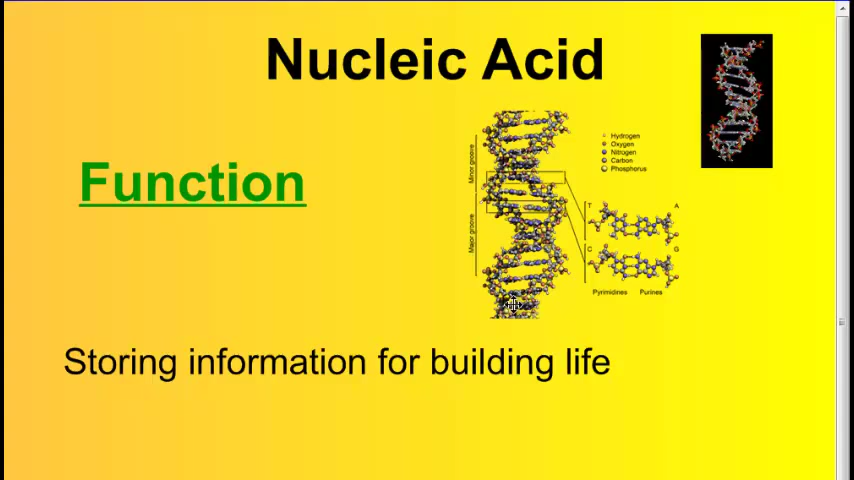 Nucleic Acid
Function
Minor groove
Major groove
Hydrogen
Oxygen
Nitrogen
Carbon
Phosphorus
T
A
C
G
Pyrimidines
Purines
Storing information for building life